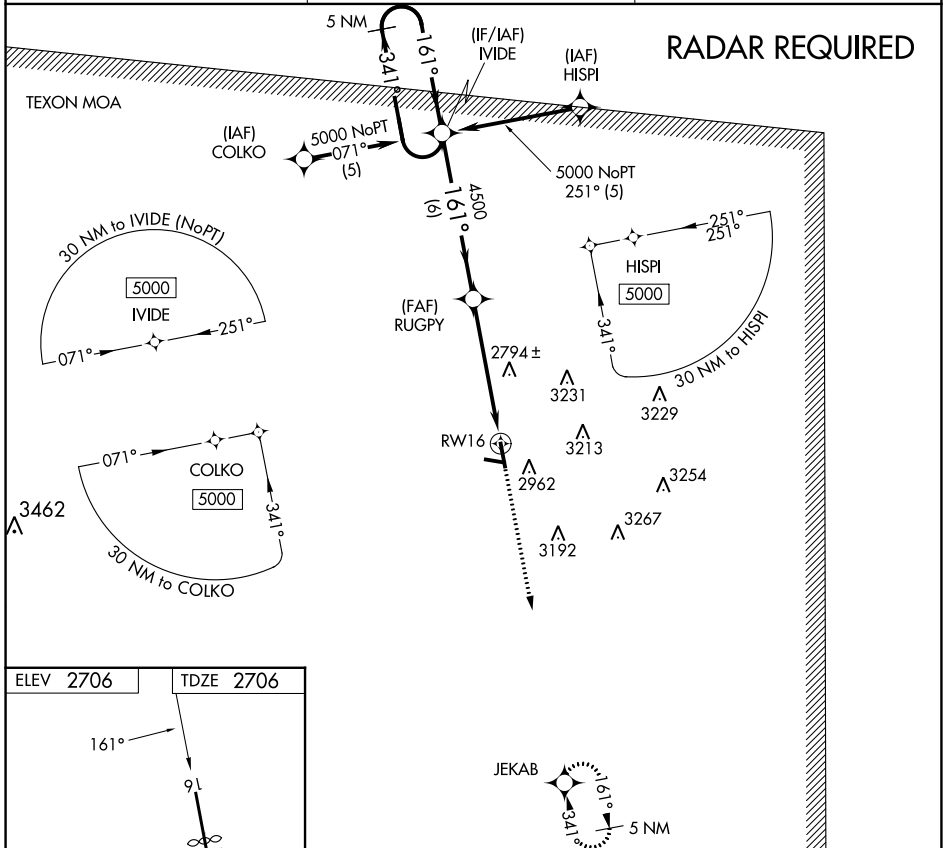 5 NM
161°
341°
(IF/IAF)
IVIDE
(IAF)
HISPI
RADAR REQUIRED
TEXON MOA
(IAF)
COLKO
5000 NoPT
071°
(5)
5000 NoPT
251° (5)
4500
161°
(6)
30 NM to IVIDE (NoPT)
5000
IVIDE
071°
251°
251°
251°
HISPI
5000
341°
30 NM to HISPI
(FAF)
RUGPY
2794±
3231
3229
RW16
3213
2962
3254
3267
3192
071°
COLKO
5000
341°
30 NM to COLKO
3462
ELEV 2706
TDZE 2706
161°
16
JEKAB
161°
341°
5 NM